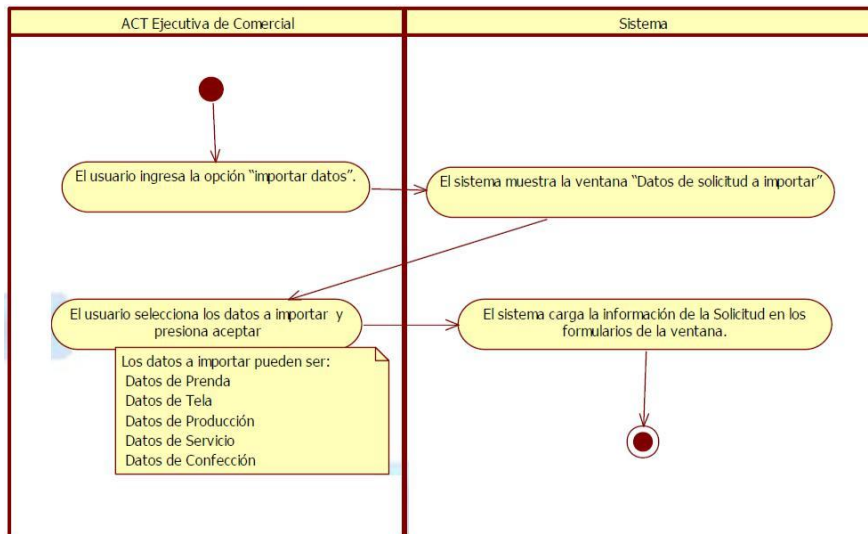 ACT Ejecutiva de Comercial
Sistema
El usuario ingresa la opción “importar datos”.
El sistema muestra la ventana “Datos de solicitud a importar”
El usuario selecciona los datos a importar y
presiona aceptar
El sistema carga la información de la Solicitud en los
formularios de la ventana.
Los datos a importar pueden ser:
Datos de Prenda
Datos de Tela
Datos de Producción
Datos de Servicio
Datos de Confección